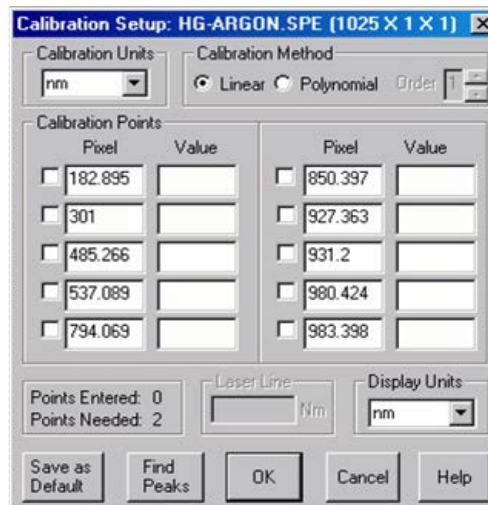 Calibration Setup: HG-ARGON.SPE (1025 X 1 X 1)
Calibration Units
nm
Calibration Method
Linear Polynomial Order 1
Calibration Points
Pixel Value Pixel Value
182.895 850.397
301 927.363
485.266 931.2
537.089 980.424
794.069 983.398
Points Entered: 0
Points Needed: 2
Laser Line
Nm
Display Units
nm
Save as Default
Find Peaks
OK
Cancel
Help